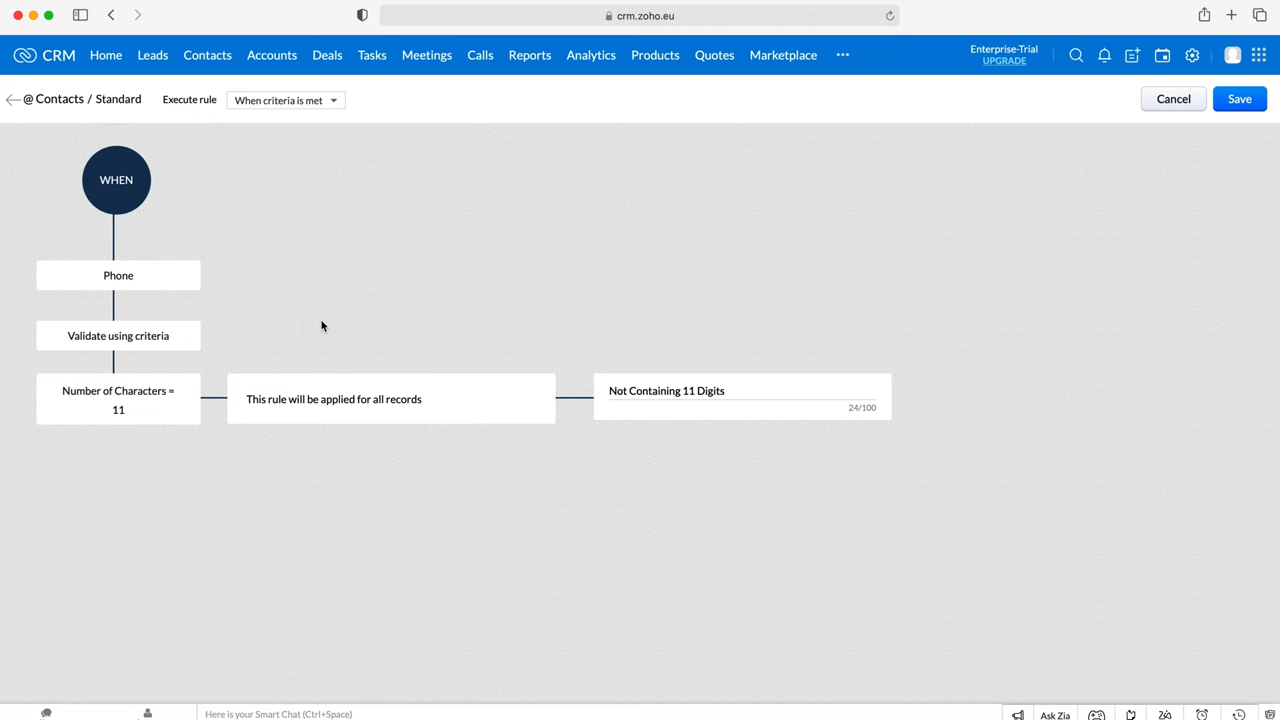 crm.zoho.eu
CRM Home Leads Contacts Accounts Deals Tasks Meetings Calls Reports Analytics Products Quotes Marketplace
Enterprise-Trial
UPGRADE
@ Contacts / Standard Execute rule When criteria is met Cancel Save
WHEN
Phone
Validate using criteria
Number of Characters =
11
This rule will be applied for all records
Not Containing 11 Digits
24/100
Here is your Smart Chat (Ctrl+Space) Ask Zia